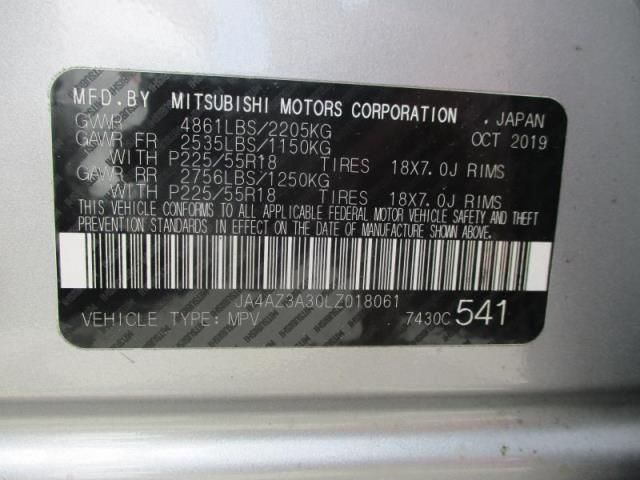 MFD.BY MITSUBISHI MOTORS CORPORATION , JAPAN
GVWR 4861LBS/2205KG OCT 2019
GAWR FR 2535LBS/1150KG
WITH P225/55R18 TIRES 18X7.0J RIMS
GAWR RR 2756LBS/1250KG
WITH P225/55R18 TIRES 18X7.0J RIMS
THIS VEHICLE CONFORMS TO ALL APPLICABLE FEDERAL MOTOR VEHICLE SAFETY AND THEFT
PREVENTION STANDARDS IN EFFECT ON THE DATE OF MANUFACTURE SHOWN ABOVE.
JA4AZ3A30LZ018061
VEHICLE TYPE: MPV 7430C 541